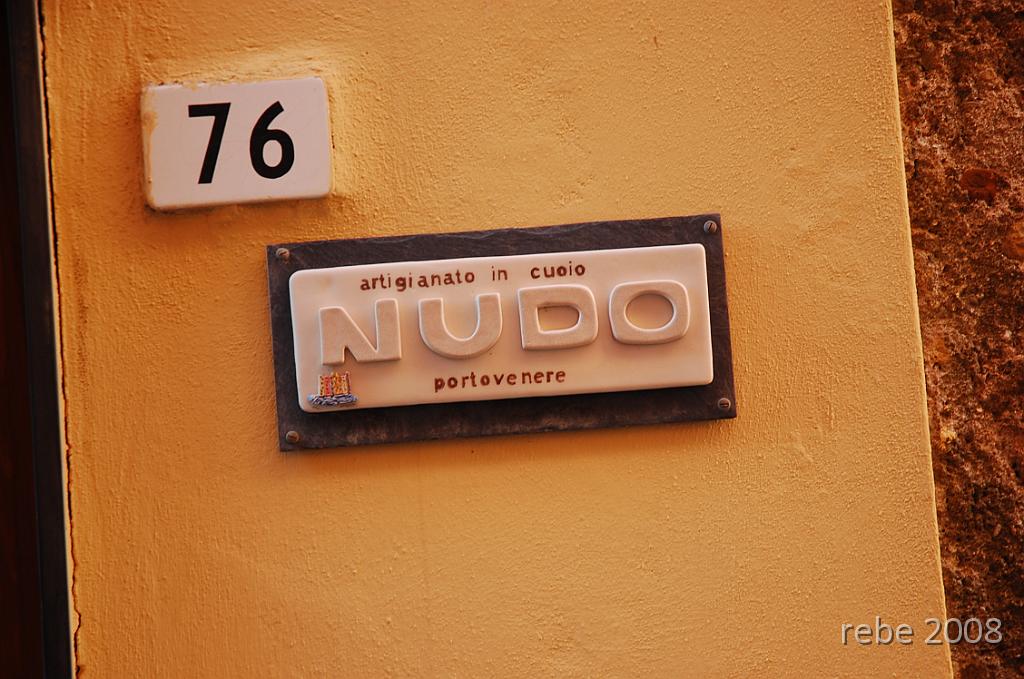 76
artigianato in cuoio
NUDO
portovenere
rebe 2008